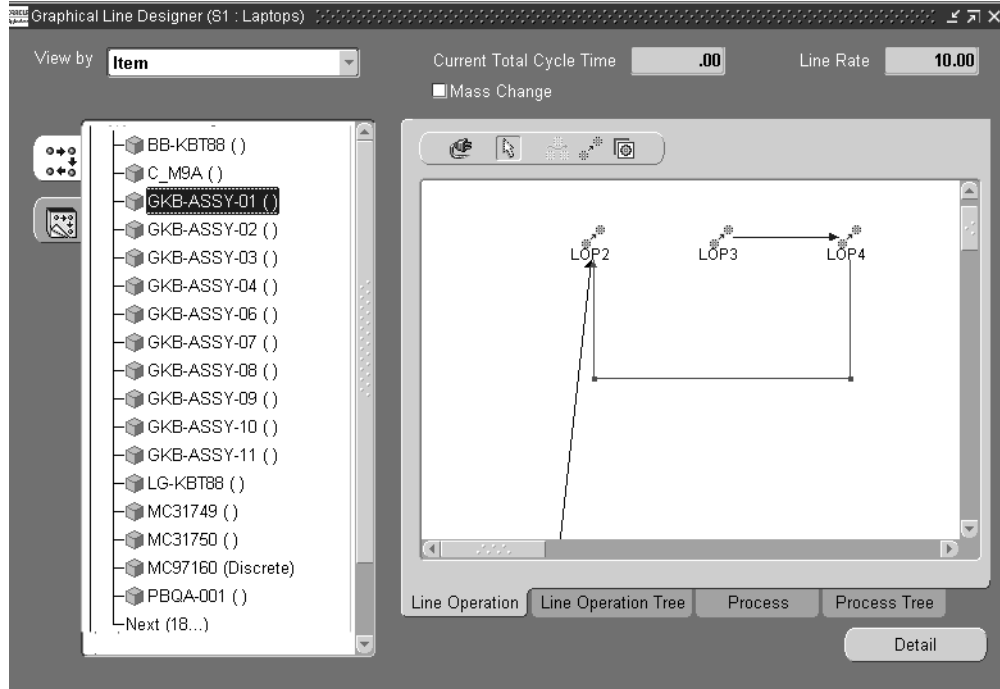 Graphical Line Designer (S1 : Laptops)
View by
Item
Current Total Cycle Time
.00
Line Rate
10.00
Mass Change
BB-KBT88 ( )
C_M9A ( )
GKB-ASSY-01 ( )
GKB-ASSY-02 ( )
GKB-ASSY-03 ( )
GKB-ASSY-04 ( )
GKB-ASSY-06 ( )
GKB-ASSY-07 ( )
GKB-ASSY-08 ( )
GKB-ASSY-09 ( )
GKB-ASSY-10 ( )
GKB-ASSY-11 ( )
LG-KBT88 ( )
MC31749 ( )
MC31750 ( )
MC97160 (Discrete)
PBQA-001 ( )
Next (18...)
LOP2
LOP3
LOP4
Line Operation
Line Operation Tree
Process
Process Tree
Detail